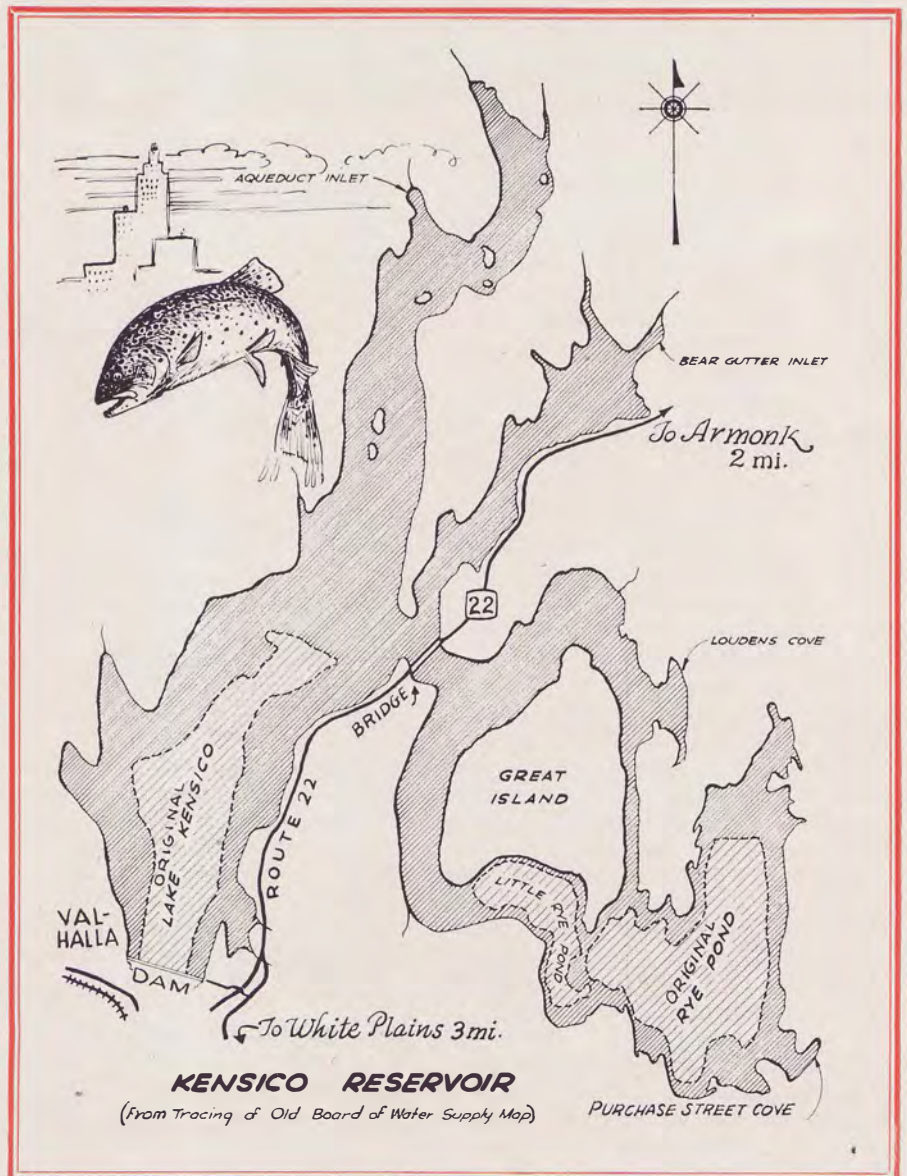 AQUEDUCT INLET
BEAR GUTTER INLET
To Armonk
2 mi.
22
LOUDENS COVE
BRIDGE
GREAT
ISLAND
ORIGINAL
LAKE KENSICO
ROUTE 22
LITTLE RYE POND
ORIGINAL
RYE POND
VAL-
HALLA
DAM
To White Plains 3mi.
KENSICO RESERVOIR
(From Tracing of Old Board of Water Supply Map)
PURCHASE STREET COVE